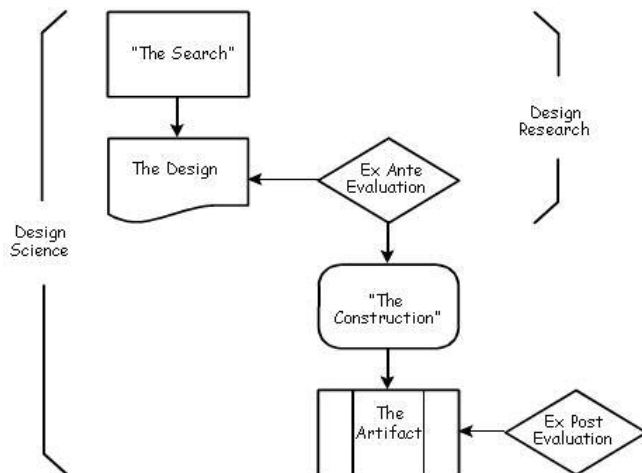 "The Search"
Design
Research
The Design
Ex Ante
Evaluation
Design
Science
"The
Construction"
The
Artifact
Ex Post
Evaluation